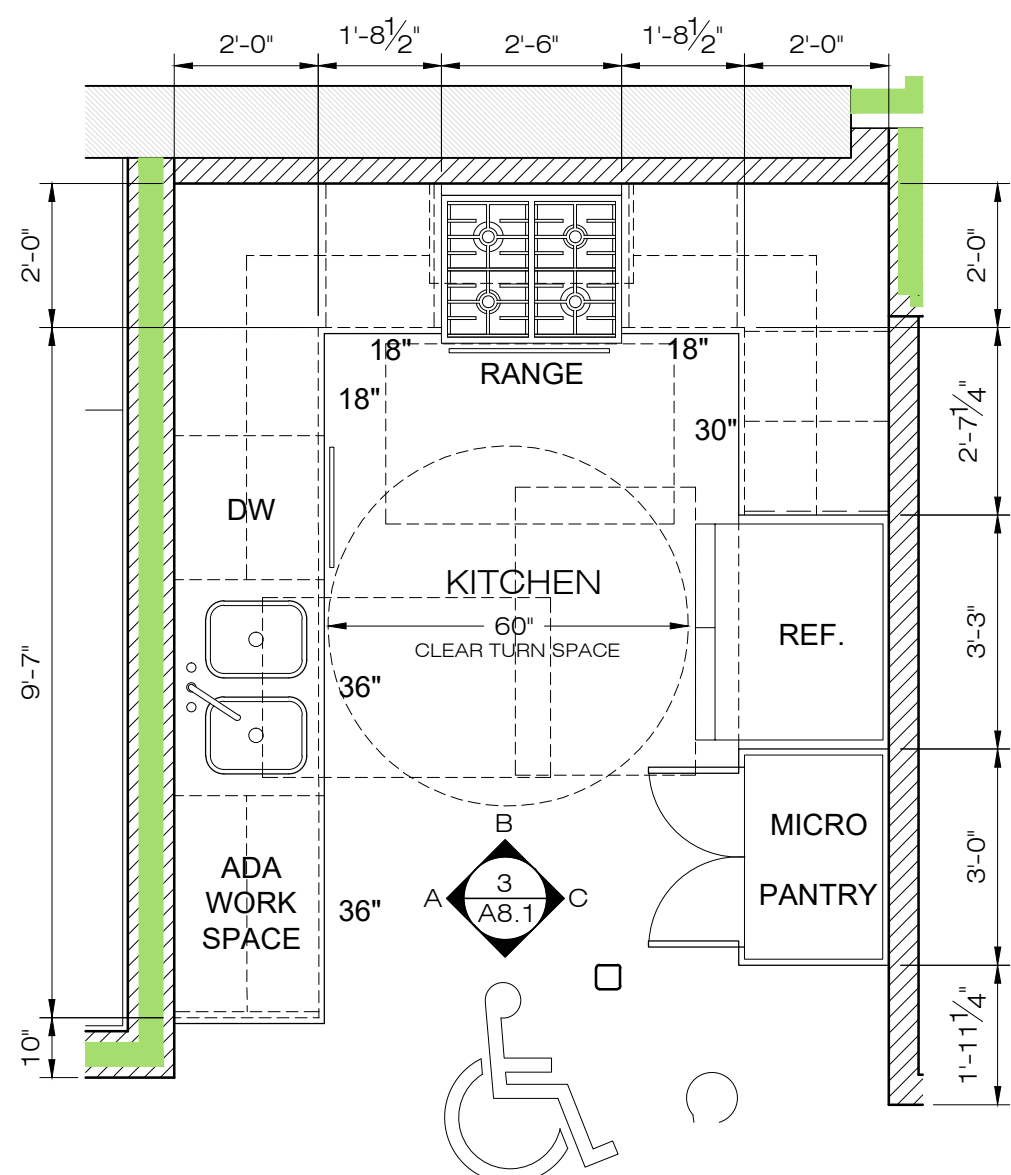 2'-0"
1'-8½"
2'-6"
1'-8½"
2'-0"
2'-0"
2'-0"
18"
18"
RANGE
18"
30"
2'-7¼"
DW
KITCHEN
60"
CLEAR TURN SPACE
REF.
3'-3"
9'-7"
36"
B
MICRO
PANTRY
3'-0"
ADA
WORK
SPACE
36"
A
3
A8.1
C
10"
1'-11¼"